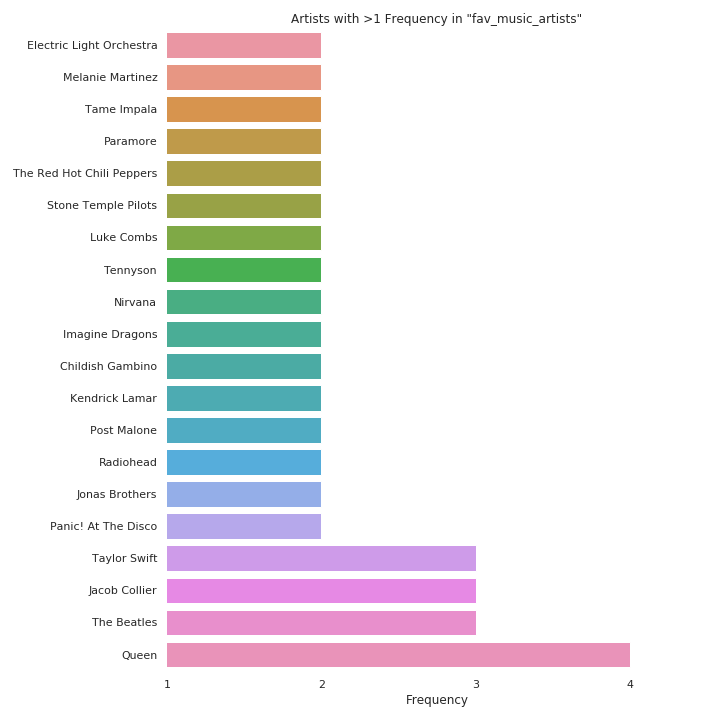 Artists with >1 Frequency in "fav_music_artists"
Electric Light Orchestra
Melanie Martinez
Tame Impala
Paramore
The Red Hot Chili Peppers
Stone Temple Pilots
Luke Combs
Tennyson
Nirvana
Imagine Dragons
Childish Gambino
Kendrick Lamar
Post Malone
Radiohead
Jonas Brothers
Panic! At The Disco
Taylor Swift
Jacob Collier
The Beatles
Queen
1 2 3 4
Frequency